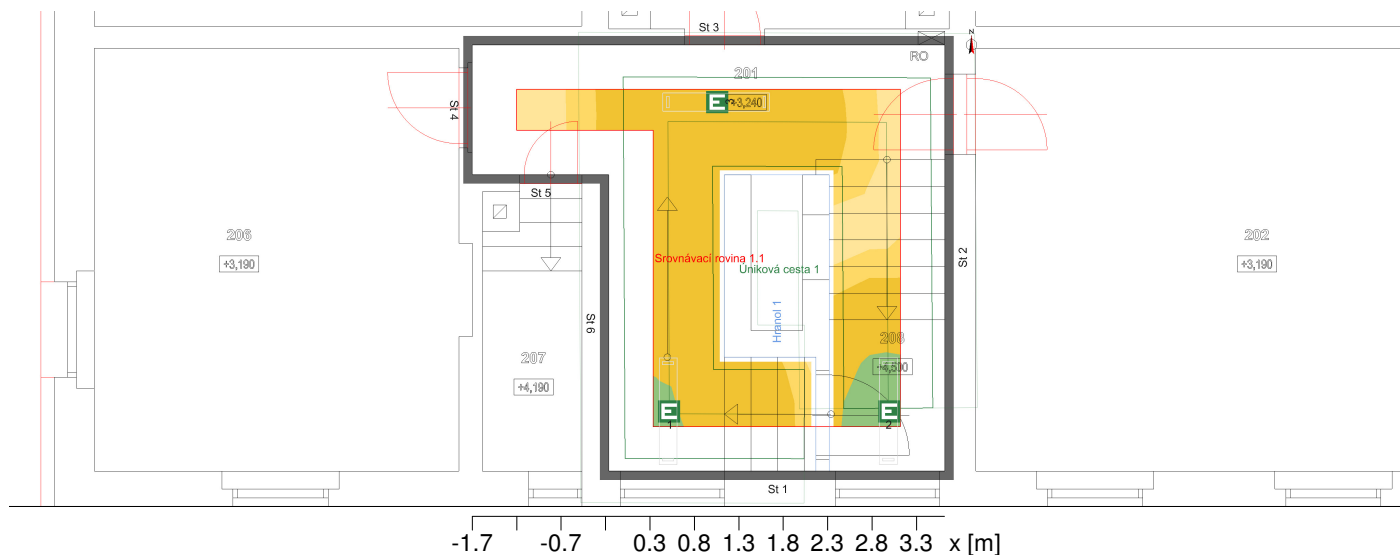 St 3
N
RO
201
E
3
+3,240
St 4
St 5
206
+3,190
Srovnávací rovina 1.1
Úniková cesta 1
St 2
202
+3,190
Hranol 1
St 6
208
+4,500
207
+4,190
E
1
E
2
St 1
-1.7 -0.7 0.3 0.8 1.3 1.8 2.3 2.8 3.3 x [m]